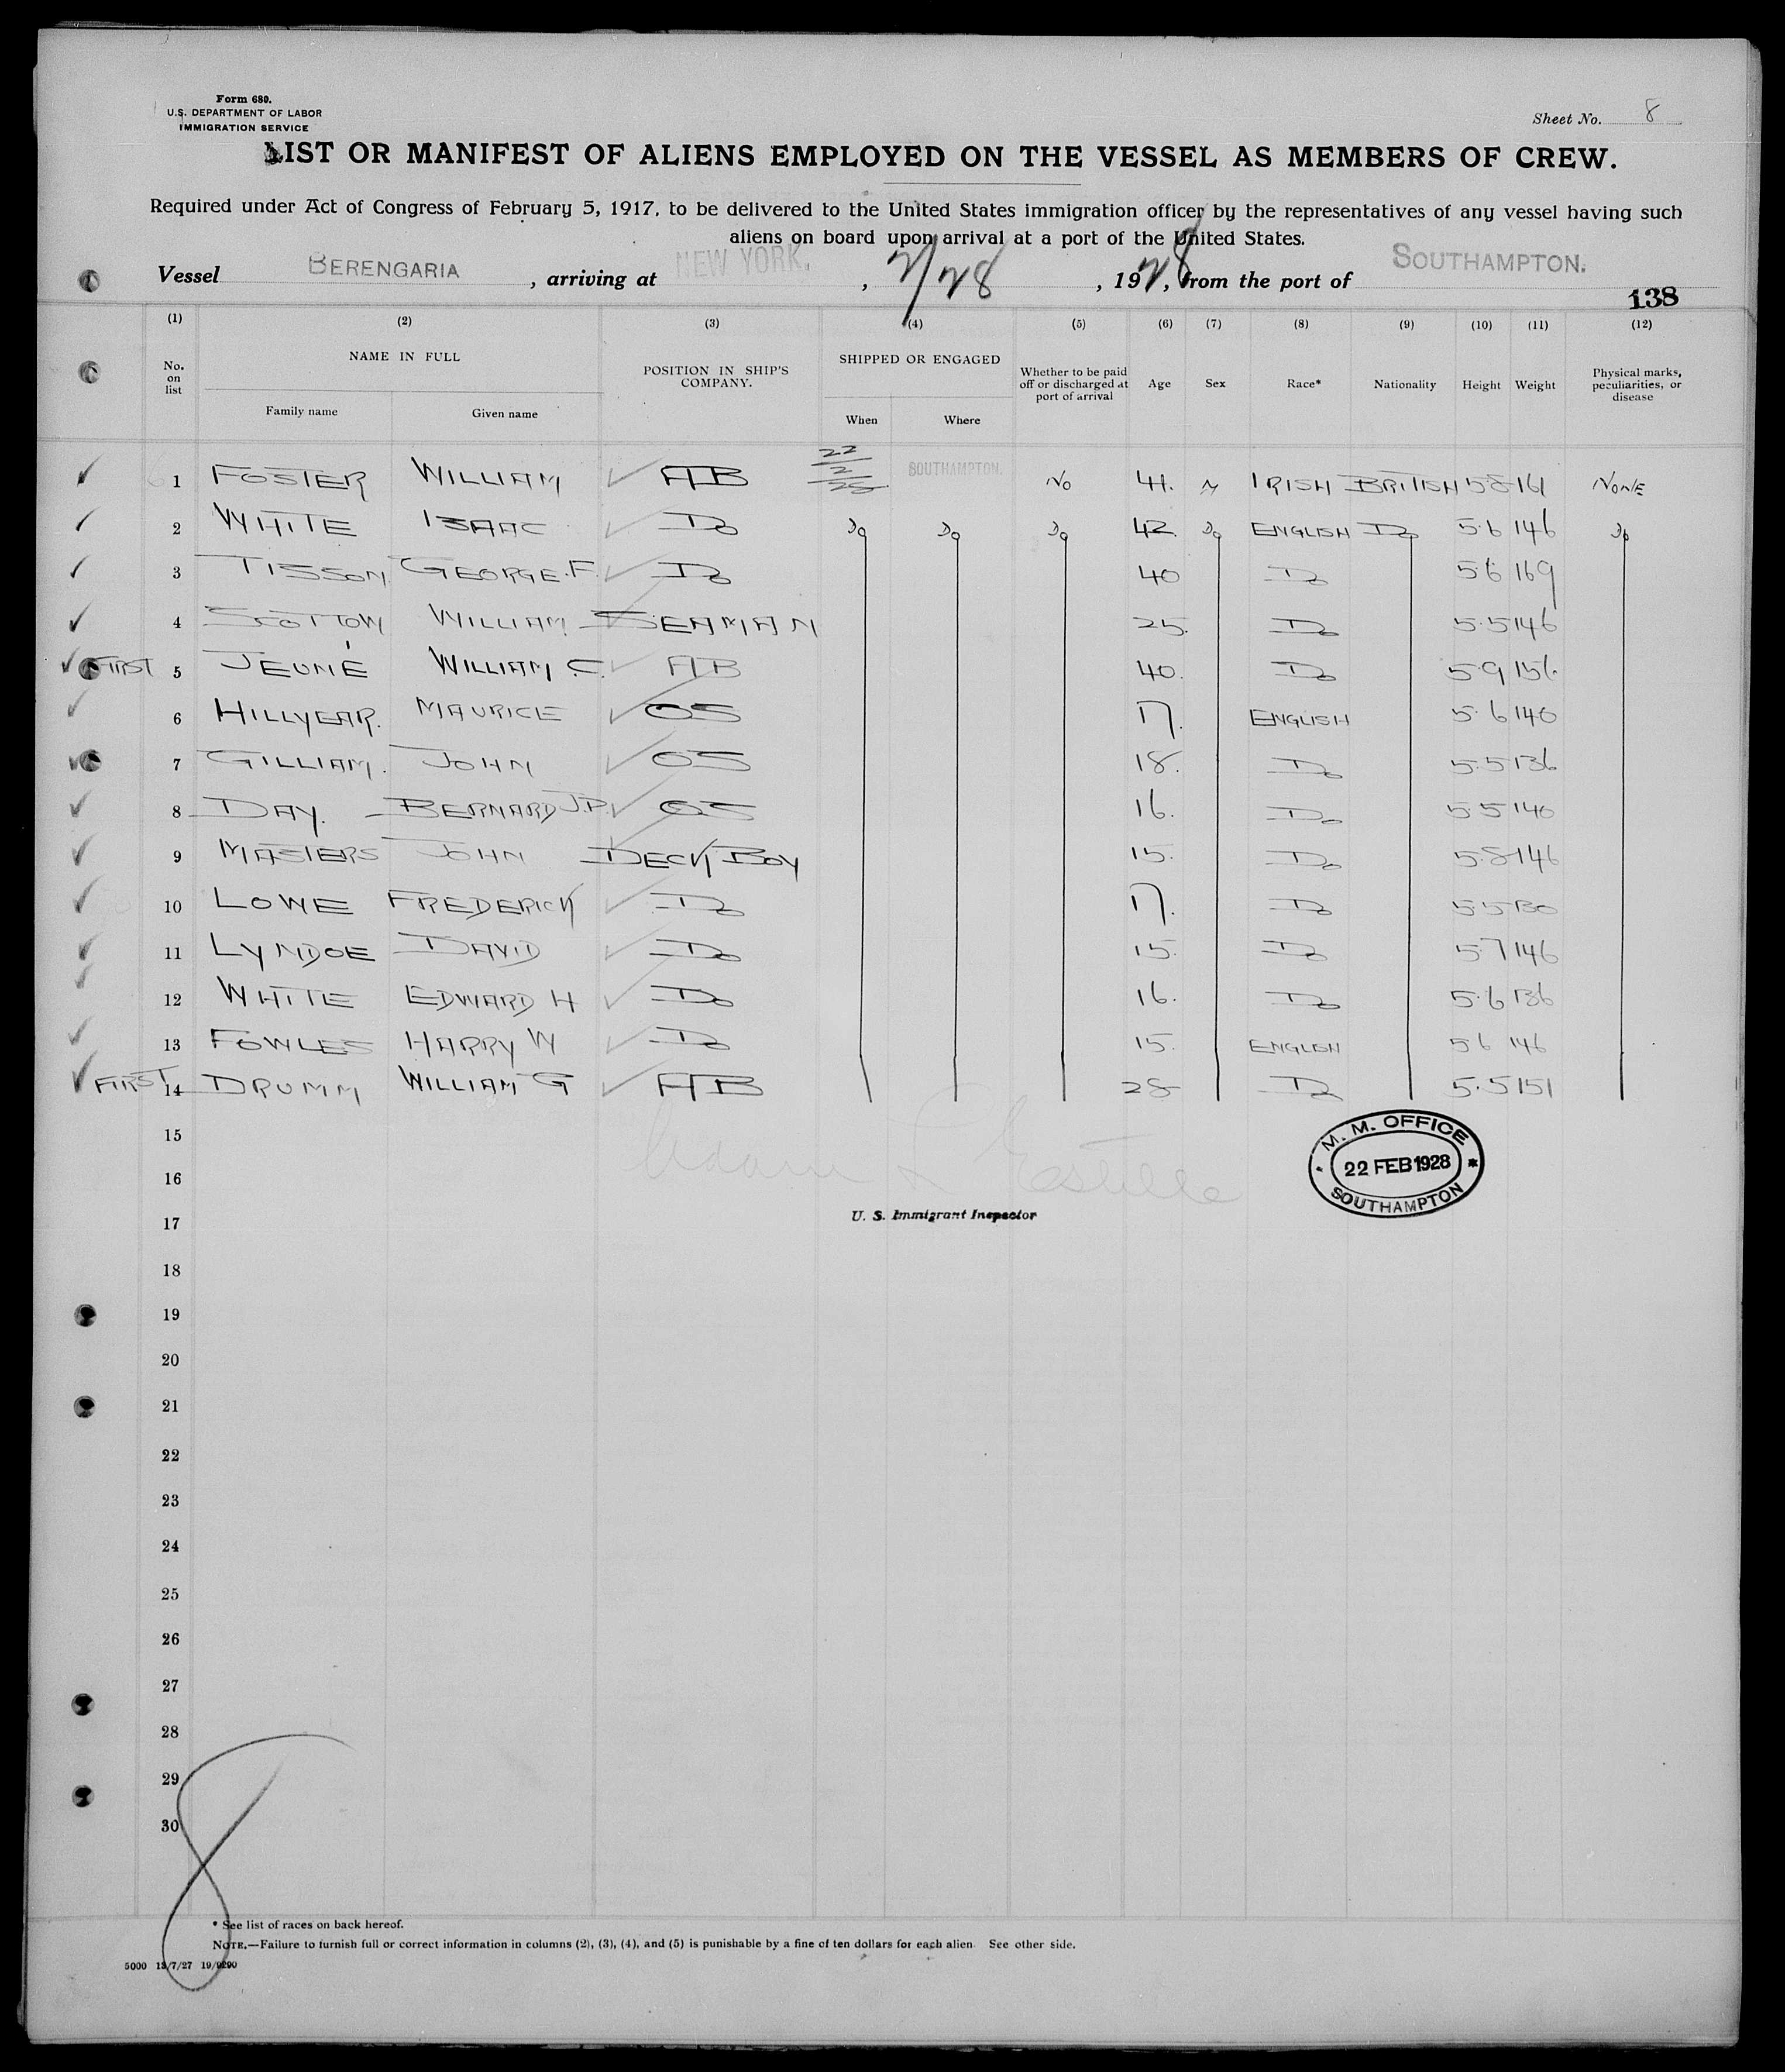 Form 680.
U.S. DEPARTMENT OF LABOR
IMMIGRATION SERVICE
Sheet No. 8
LIST OR MANIFEST OF ALIENS EMPLOYED ON THE VESSEL AS MEMBERS OF CREW.
Required under Act of Congress of February 5, 1917, to be delivered to the United States immigration officer by the representatives of any vessel having such
aliens on board upon arrival at a port of the United States.
Vessel BERENGARIA, arriving at NEW YORK., 2/28, 1928, from the port of SOUTHAMPTON.
138
(1) (2) (3) (4) (5) (6) (7) (8) (9) (10) (11) (12)
No. on list NAME IN FULL POSITION IN SHIP'S COMPANY. SHIPPED OR ENGAGED Whether to be paid off or discharged at port of arrival Age Sex Race* Nationality Height Weight Physical marks, peculiarities, or disease
Family name Given name When Where
1 FOSTER WILLIAM AB 22/2/28 SOUTHAMPTON. NO 41. M IRISH BRITISH 5 8 161 NONE
2 WHITE ISAAC Do Do Do Do 42 Do ENGLISH Do 5.6 146 Do
3 TISSOM GEORGE.F. Do 40 Do 5.6 169
4 SCOTTOW WILLIAM SEAMAN 25. Do 5.5 146
FIRST 5 JEUNÉ WILLIAM C. AB 40. Do 5 9 156
6 HILLYEAR. MAURICE OS 17. ENGLISH 5.6 140
7 GILLIAM. JOHN OS 18. Do 5.5 136
8 DAY. BERNARD J.P. OS 16. Do 5.5 140
9 MASTERS JOHN DECK BOY 15. Do 5.8 146
10 LOWE FREDERICK Do 17. Do 5.5 130
11 LYNDOE DAVID Do 15. Do 5.7 146
12 WHITE EDWARD H Do 16. Do 5.6 136
13 FOWLES HARRY W Do 15. ENGLISH 5 6 146
FIRST 14 DRUMM WILLIAM G AB 28 Do 5.5 151
15
M. M. OFFICE
22 FEB 1928
SOUTHAMPTON
16
U. S. Immigrant Inspector
17
18
19
20
21
22
23
24
25
26
27
28
29
30
8
* See list of races on back hereof.
NOTE.—Failure to furnish full or correct information in columns (2), (3), (4), and (5) is punishable by a fine of ten dollars for each alien. See other side.
5000 13/7/27